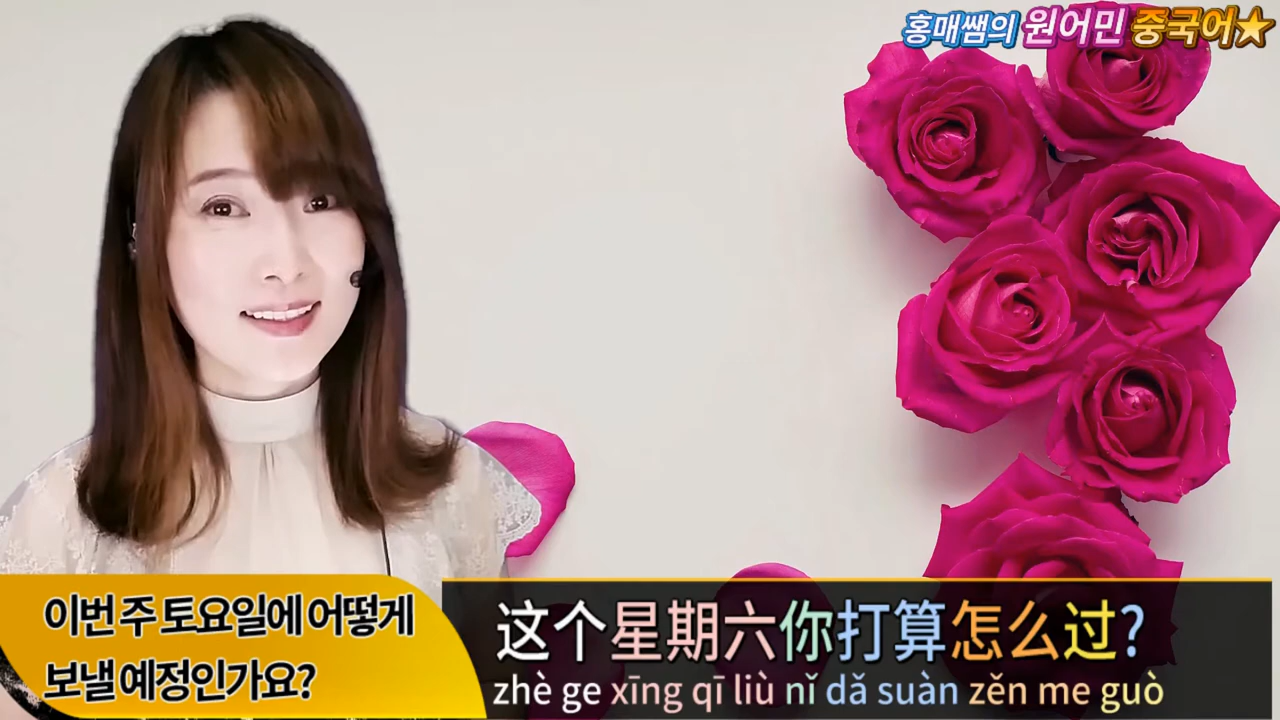 홍매쌤의 원어민 중국어★
이번 주 토요일에 어떻게
보낼 예정인가요?
这个星期六你打算怎么过?
zhè ge xīng qī liù nǐ dǎ suàn zěn me guò